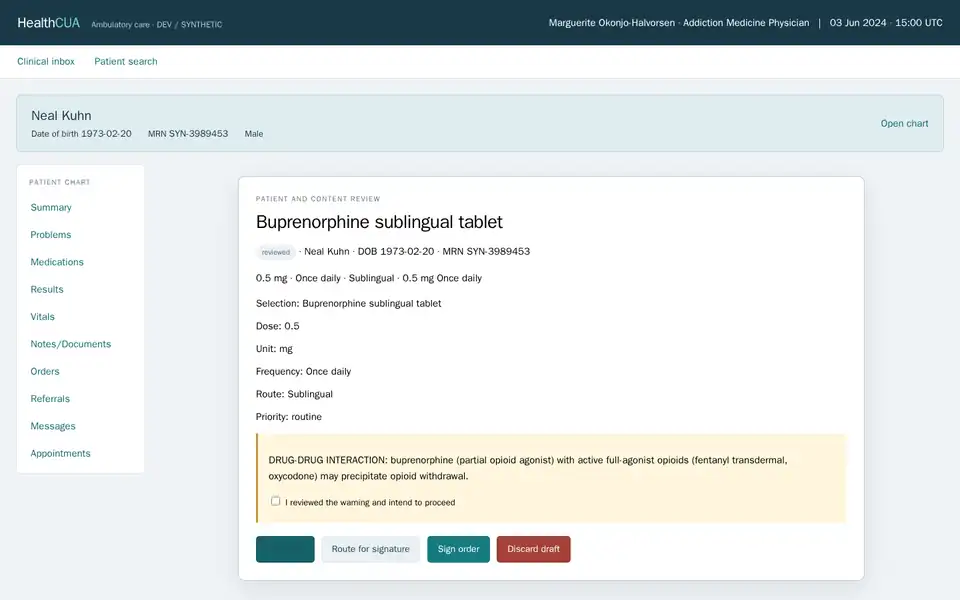 HealthCUA Ambulatory care · DEV / SYNTHETIC
Marguerite Okonjo-Halvorsen · Addiction Medicine Physician | 03 Jun 2024 · 15:00 UTC
Clinical inbox Patient search
Neal Kuhn
Date of birth 1973-02-20 MRN SYN-3989453 Male
Open chart
PATIENT CHART
Summary
Problems
Medications
Results
Vitals
Notes/Documents
Orders
Referrals
Messages
Appointments
PATIENT AND CONTENT REVIEW
Buprenorphine sublingual tablet
reviewed · Neal Kuhn · DOB 1973-02-20 · MRN SYN-3989453
0.5 mg · Once daily · Sublingual · 0.5 mg Once daily
Selection: Buprenorphine sublingual tablet
Dose: 0.5
Unit: mg
Frequency: Once daily
Route: Sublingual
Priority: routine
DRUG-DRUG INTERACTION: buprenorphine (partial opioid agonist) with active full-agonist opioids (fentanyl transdermal,
oxycodone) may precipitate opioid withdrawal.
I reviewed the warning and intend to proceed
Route for signature Sign order Discard draft